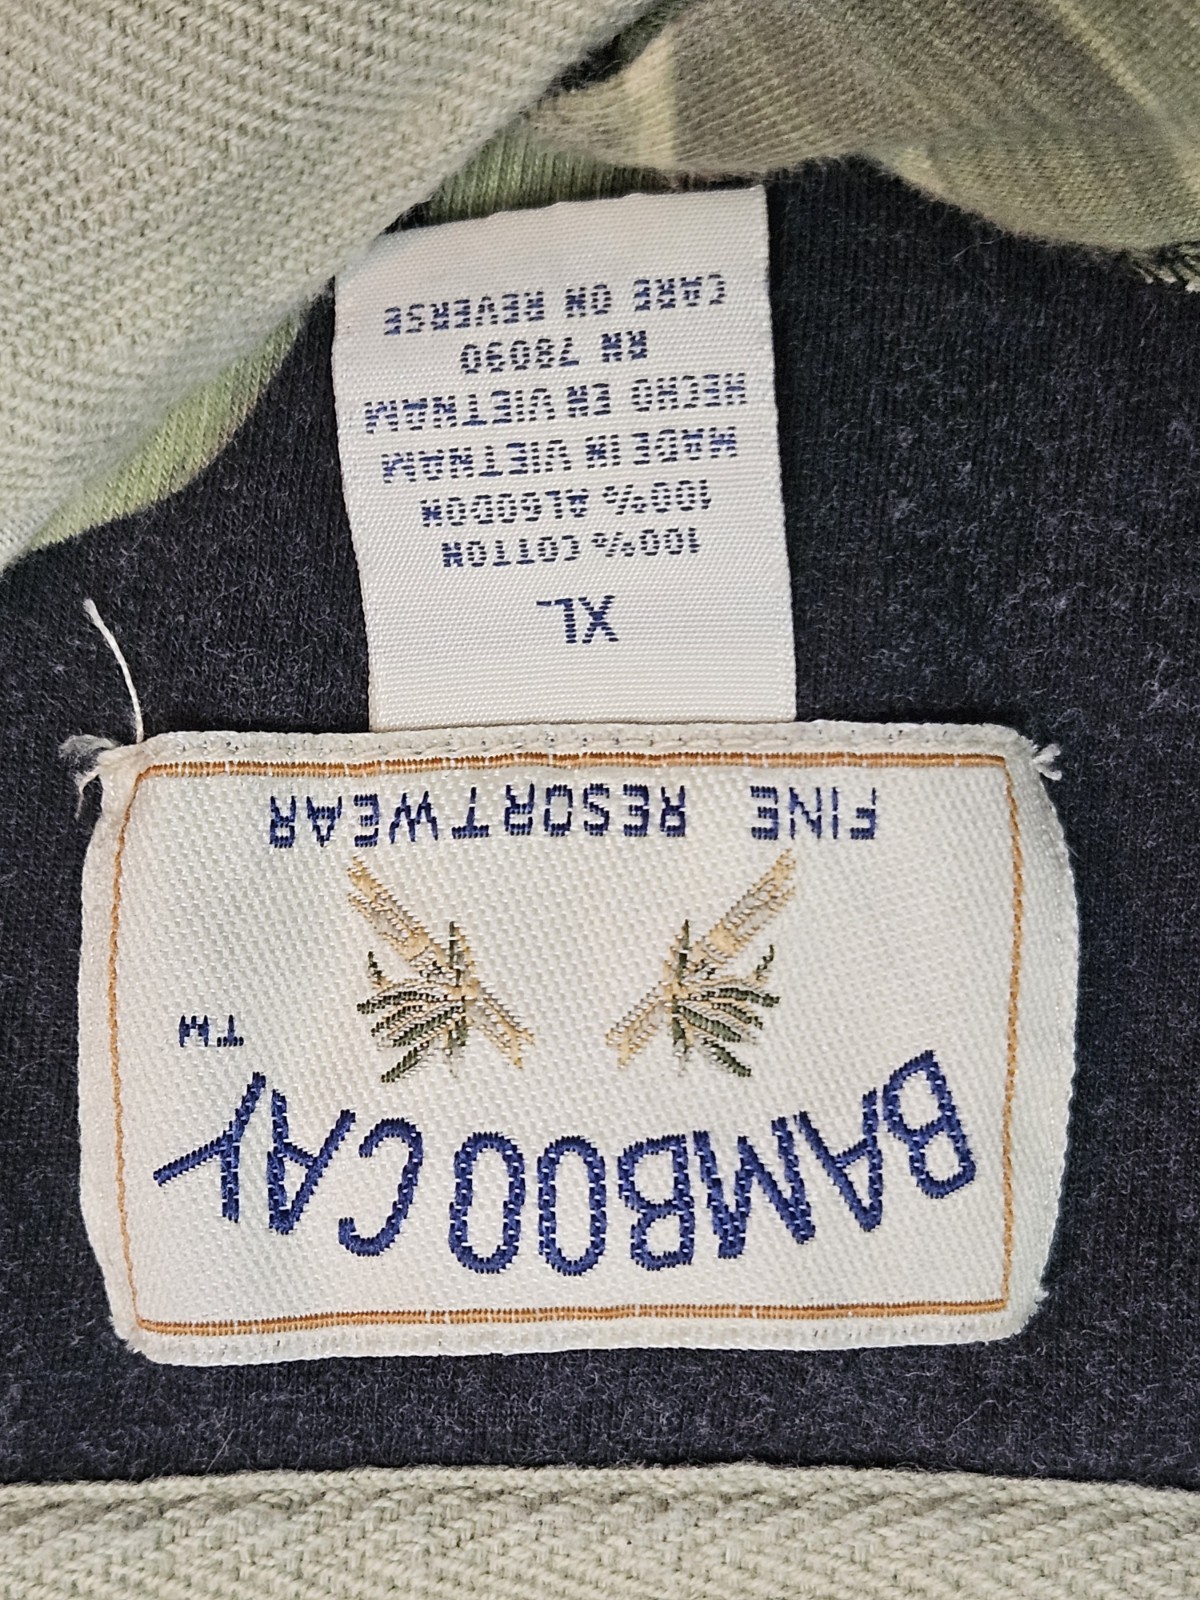 BAMBOO CAY
TM
FINE RESORTWEAR
XL
100% COTTON
100% ALGODON
MADE IN VIETNAM
HECHO EN VIETNAM
RN 78090
CARE ON REVERSE